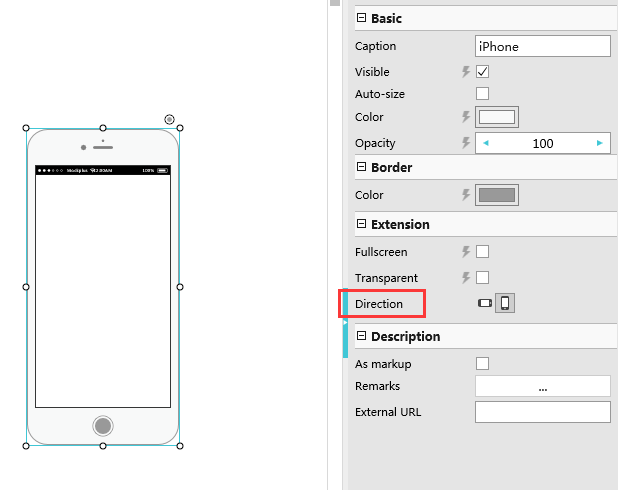 Basic
Caption
iPhone
Visible
Auto-size
Color
Opacity
100
Border
Color
Extension
Fullscreen
Transparent
Direction
Description
As markup
Remarks
...
External URL
Mockplus
12:00AM
100%